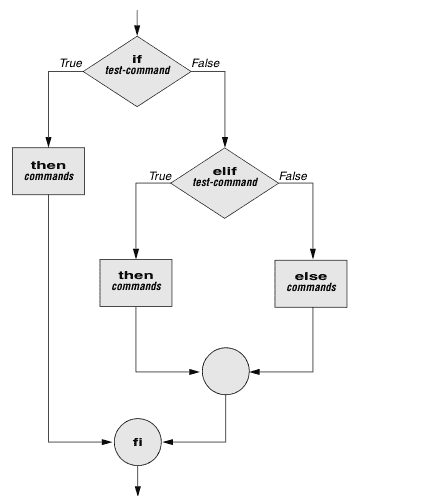 if
test-command
True
False
then
commands
elif
test-command
True
False
then
commands
else
commands
fi